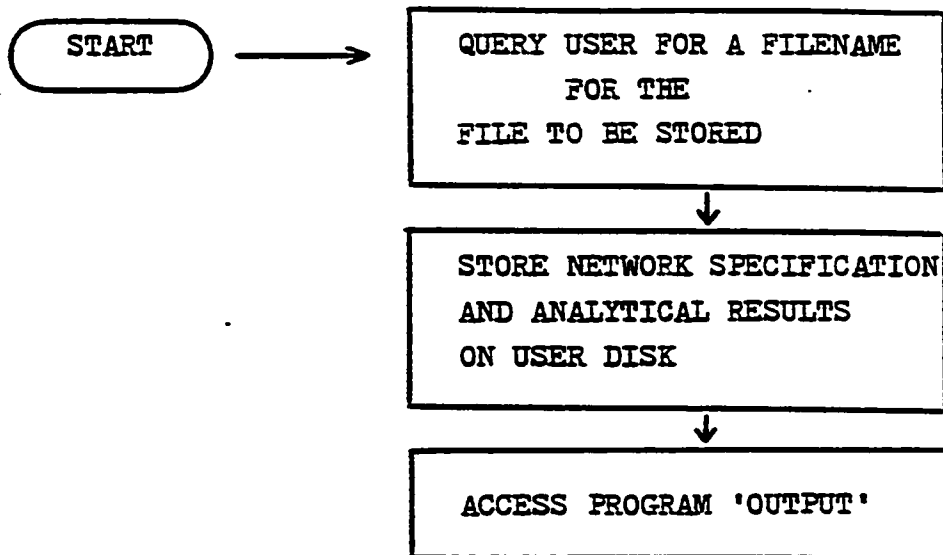 START
QUERY USER FOR A FILENAME
FOR THE
FILE TO BE STORED
STORE NETWORK SPECIFICATION
AND ANALYTICAL RESULTS
ON USER DISK
ACCESS PROGRAM 'OUTPUT'